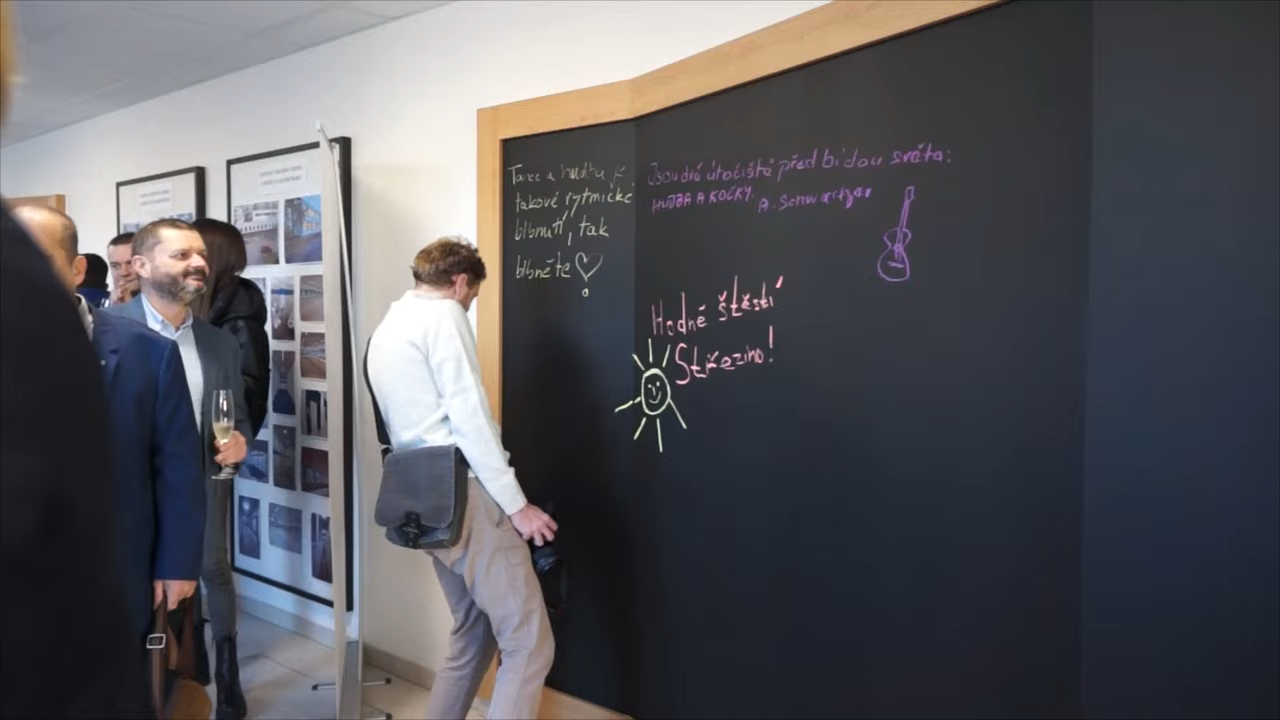 Tanec a hudba je
takové rytmické
blbnutí, tak
blbněte
Jsou dvě útočiště před bídou světa:
HUDBA A KOČKY.
A. Schweitzer
Hodně štěstí
Střezino!